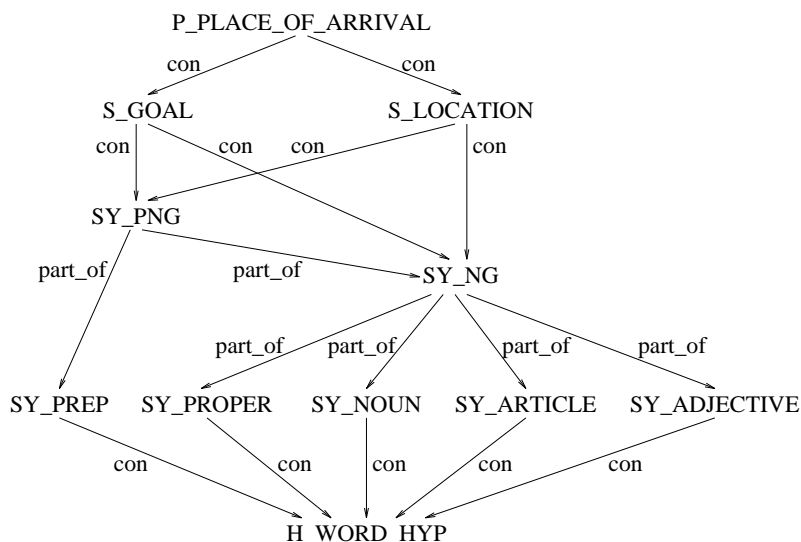 P_PLACE_OF_ARRIVAL
con con
S_GOAL S_LOCATION
con con con con
SY_PNG
part_of part_of SY_NG
part_of part_of part_of part_of
SY_PREP SY_PROPER SY_NOUN SY_ARTICLE SY_ADJECTIVE
con con con con con
H_WORD_HYP